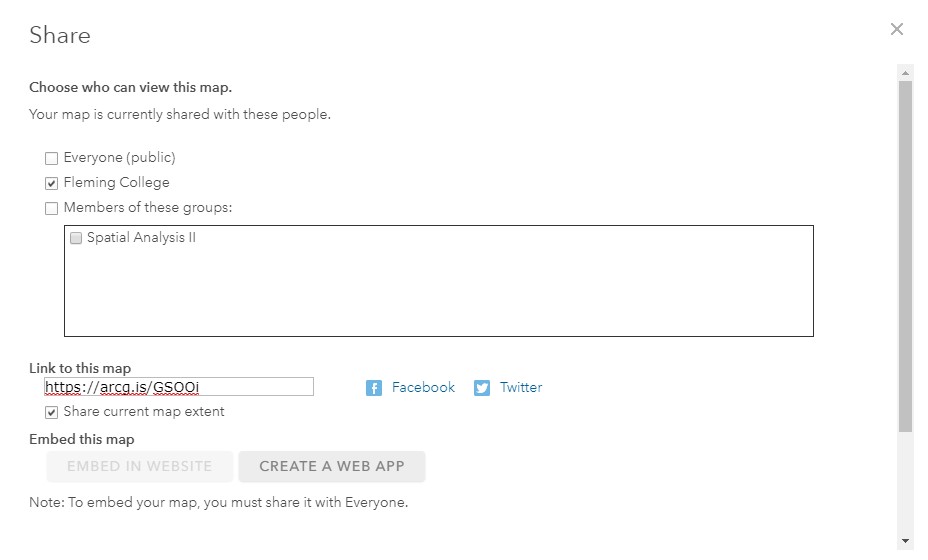 Share
Choose who can view this map.
Your map is currently shared with these people.
Everyone (public)
Fleming College
Members of these groups:
Spatial Analysis II
Link to this map
https://arcg.is/GSOOi
Facebook
Twitter
Share current map extent
Embed this map
EMBED IN WEBSITE
CREATE A WEB APP
Note: To embed your map, you must share it with Everyone.